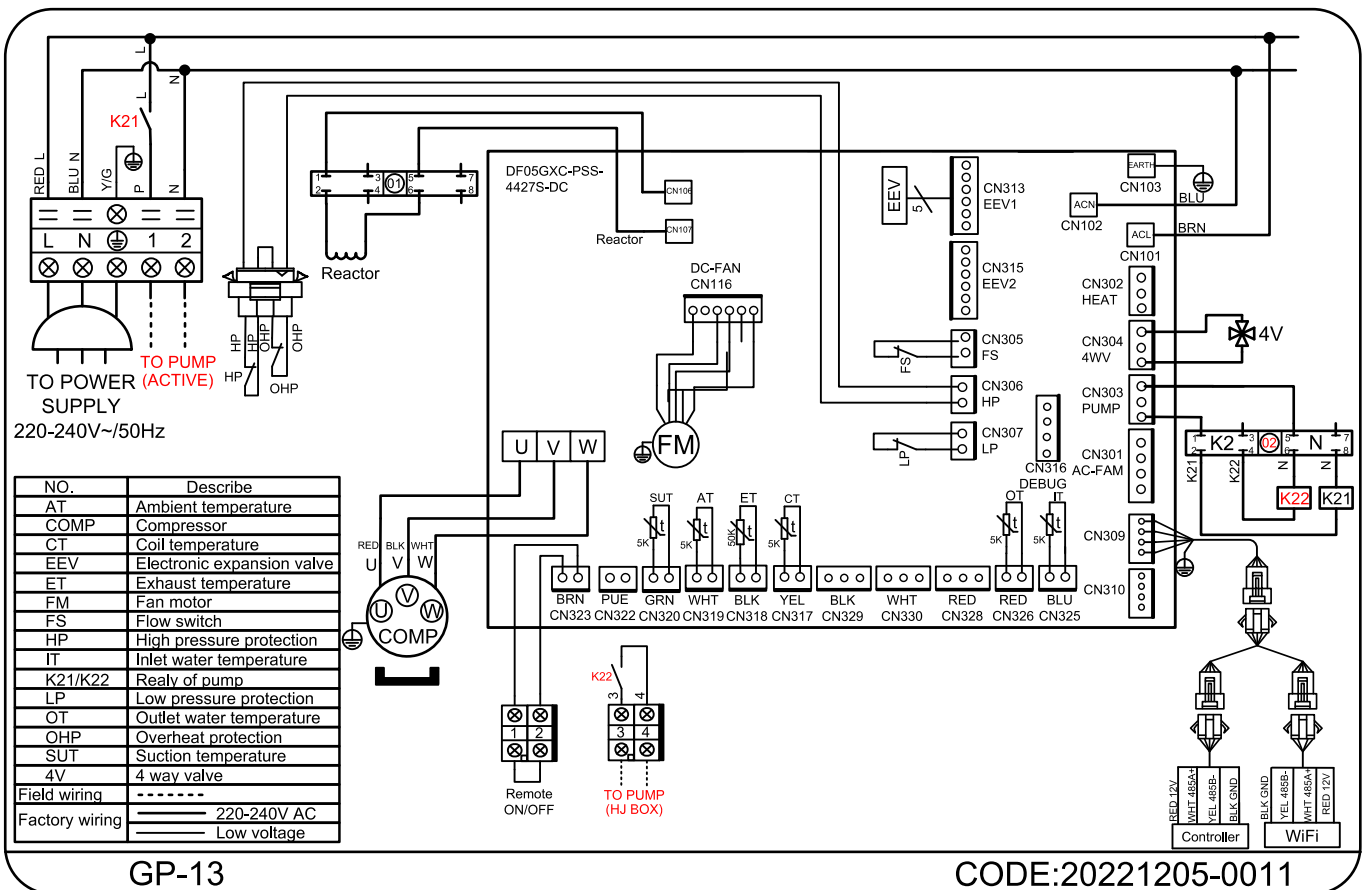 L
N
L
K21
RED L
BLU N
Y/G
P
N
L N 1 2
TO POWER
SUPPLY
220-240V~/50Hz
TO PUMP
(ACTIVE)
HP
HP
OHP
OHP
HP
OHP
1 3 01 5 7
2 4 6 8
Reactor
DF05GXC-PSS-
4427S-DC
CN106
CN107
Reactor
DC-FAN
CN116
FM
EEV
5
CN313
EEV1
CN315
EEV2
CN305
FS
FS
CN306
HP
CN307
LP
LP
CN316
DEBUG
EARTH
CN103
BLU
ACN
CN102
ACL
BRN
CN101
CN302
HEAT
CN304
4WV
4V
CN303
PUMP
CN301
AC-FAM
CN309
CN310
1 K2 3 02 5 N 7
2 4 6 8
K21
K22
N
N
K22
K21
U V W
RED BLK WHT
U V W
U V W
COMP
SUT AT ET CT OT IT
t t t t t t
5K 5K 50K 5K 5K 5K
BRN PUE GRN WHT BLK YEL BLK WHT RED RED BLU
CN323 CN322 CN320 CN319 CN318 CN317 CN329 CN330 CN328 CN326 CN325
1 2
Remote
ON/OFF
K22
3 4
3 4
TO PUMP
(HJ BOX)
RED 12V
WHT 485A+
YEL 485B-
BLK GND
Controller
BLK GND
YEL 485B-
WHT 485A+
RED 12V
WiFi
NO. Describe
AT Ambient temperature
COMP Compressor
CT Coil temperature
EEV Electronic expansion valve
ET Exhaust temperature
FM Fan motor
FS Flow switch
HP High pressure protection
IT Inlet water temperature
K21/K22 Realy of pump
LP Low pressure protection
OT Outlet water temperature
OHP Overheat protection
SUT Suction temperature
4V 4 way valve
Field wiring
Factory wiring 220-240V AC
Low voltage
GP-13
CODE:20221205-0011